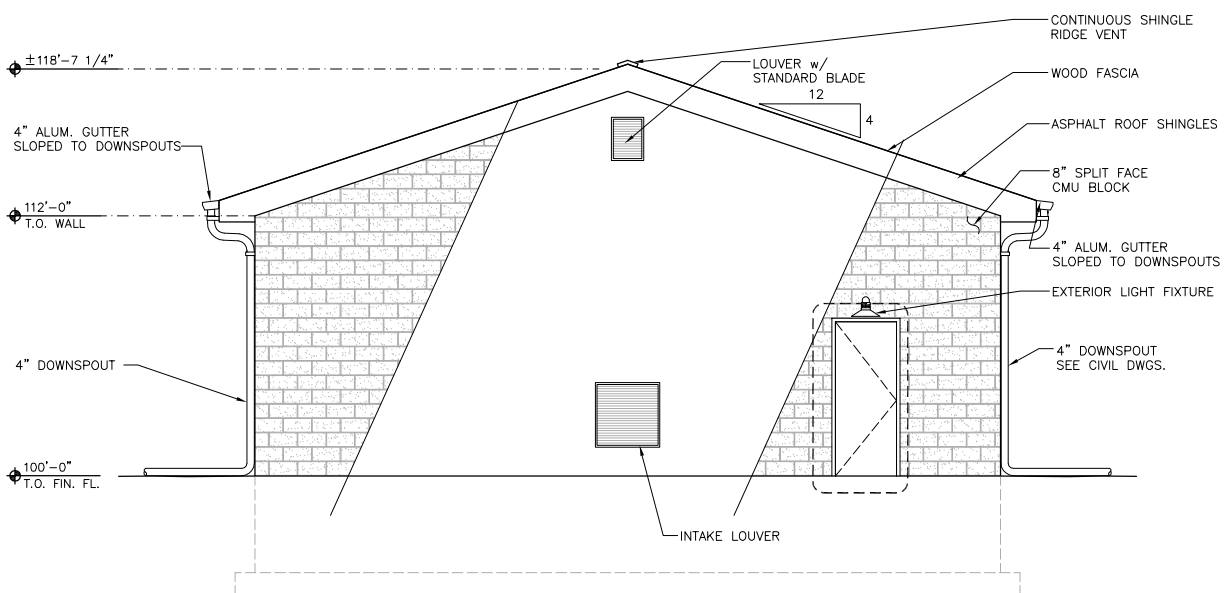 CONTINUOUS SHINGLE
RIDGE VENT
±118'-7 1/4"
LOUVER w/
STANDARD BLADE
WOOD FASCIA
12
4
4" ALUM. GUTTER
SLOPED TO DOWNSPOUTS
ASPHALT ROOF SHINGLES
8" SPLIT FACE
CMU BLOCK
112'-0"
T.O. WALL
4" ALUM. GUTTER
SLOPED TO DOWNSPOUTS
EXTERIOR LIGHT FIXTURE
4" DOWNSPOUT
4" DOWNSPOUT
SEE CIVIL DWGS.
100'-0"
T.O. FIN. FL.
INTAKE LOUVER